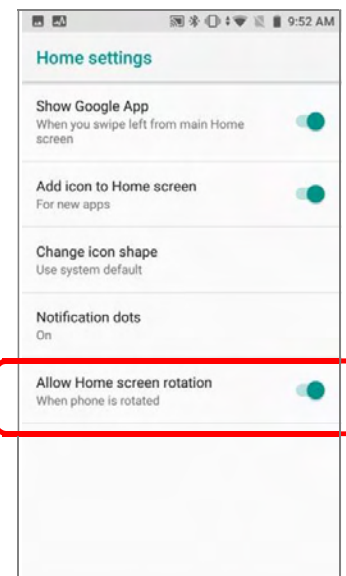 9:52 AM
Home settings
Show Google App
When you swipe left from main Home
screen
Add icon to Home screen
For new apps
Change icon shape
Use system default
Notification dots
On
Allow Home screen rotation
When phone is rotated